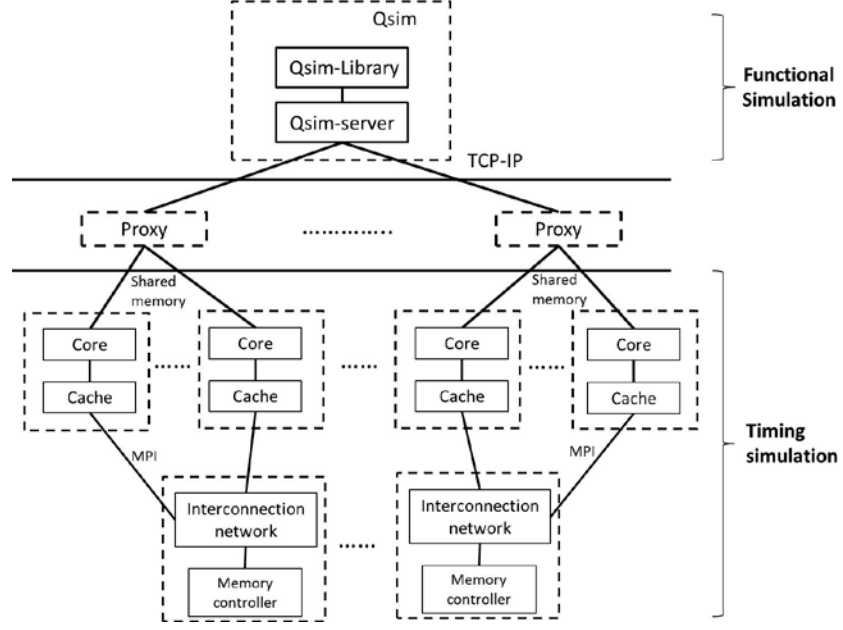 Qsim
Qsim-Library
Qsim-server
Functional
Simulation
TCP-IP
Proxy
..............
Proxy
Shared
memory
Shared
memory
Core
Cache
......
Core
Cache
......
Core
Cache
......
Core
Cache
MPI
MPI
Timing
simulation
Interconnection
network
Memory
controller
......
Interconnection
network
Memory
controller